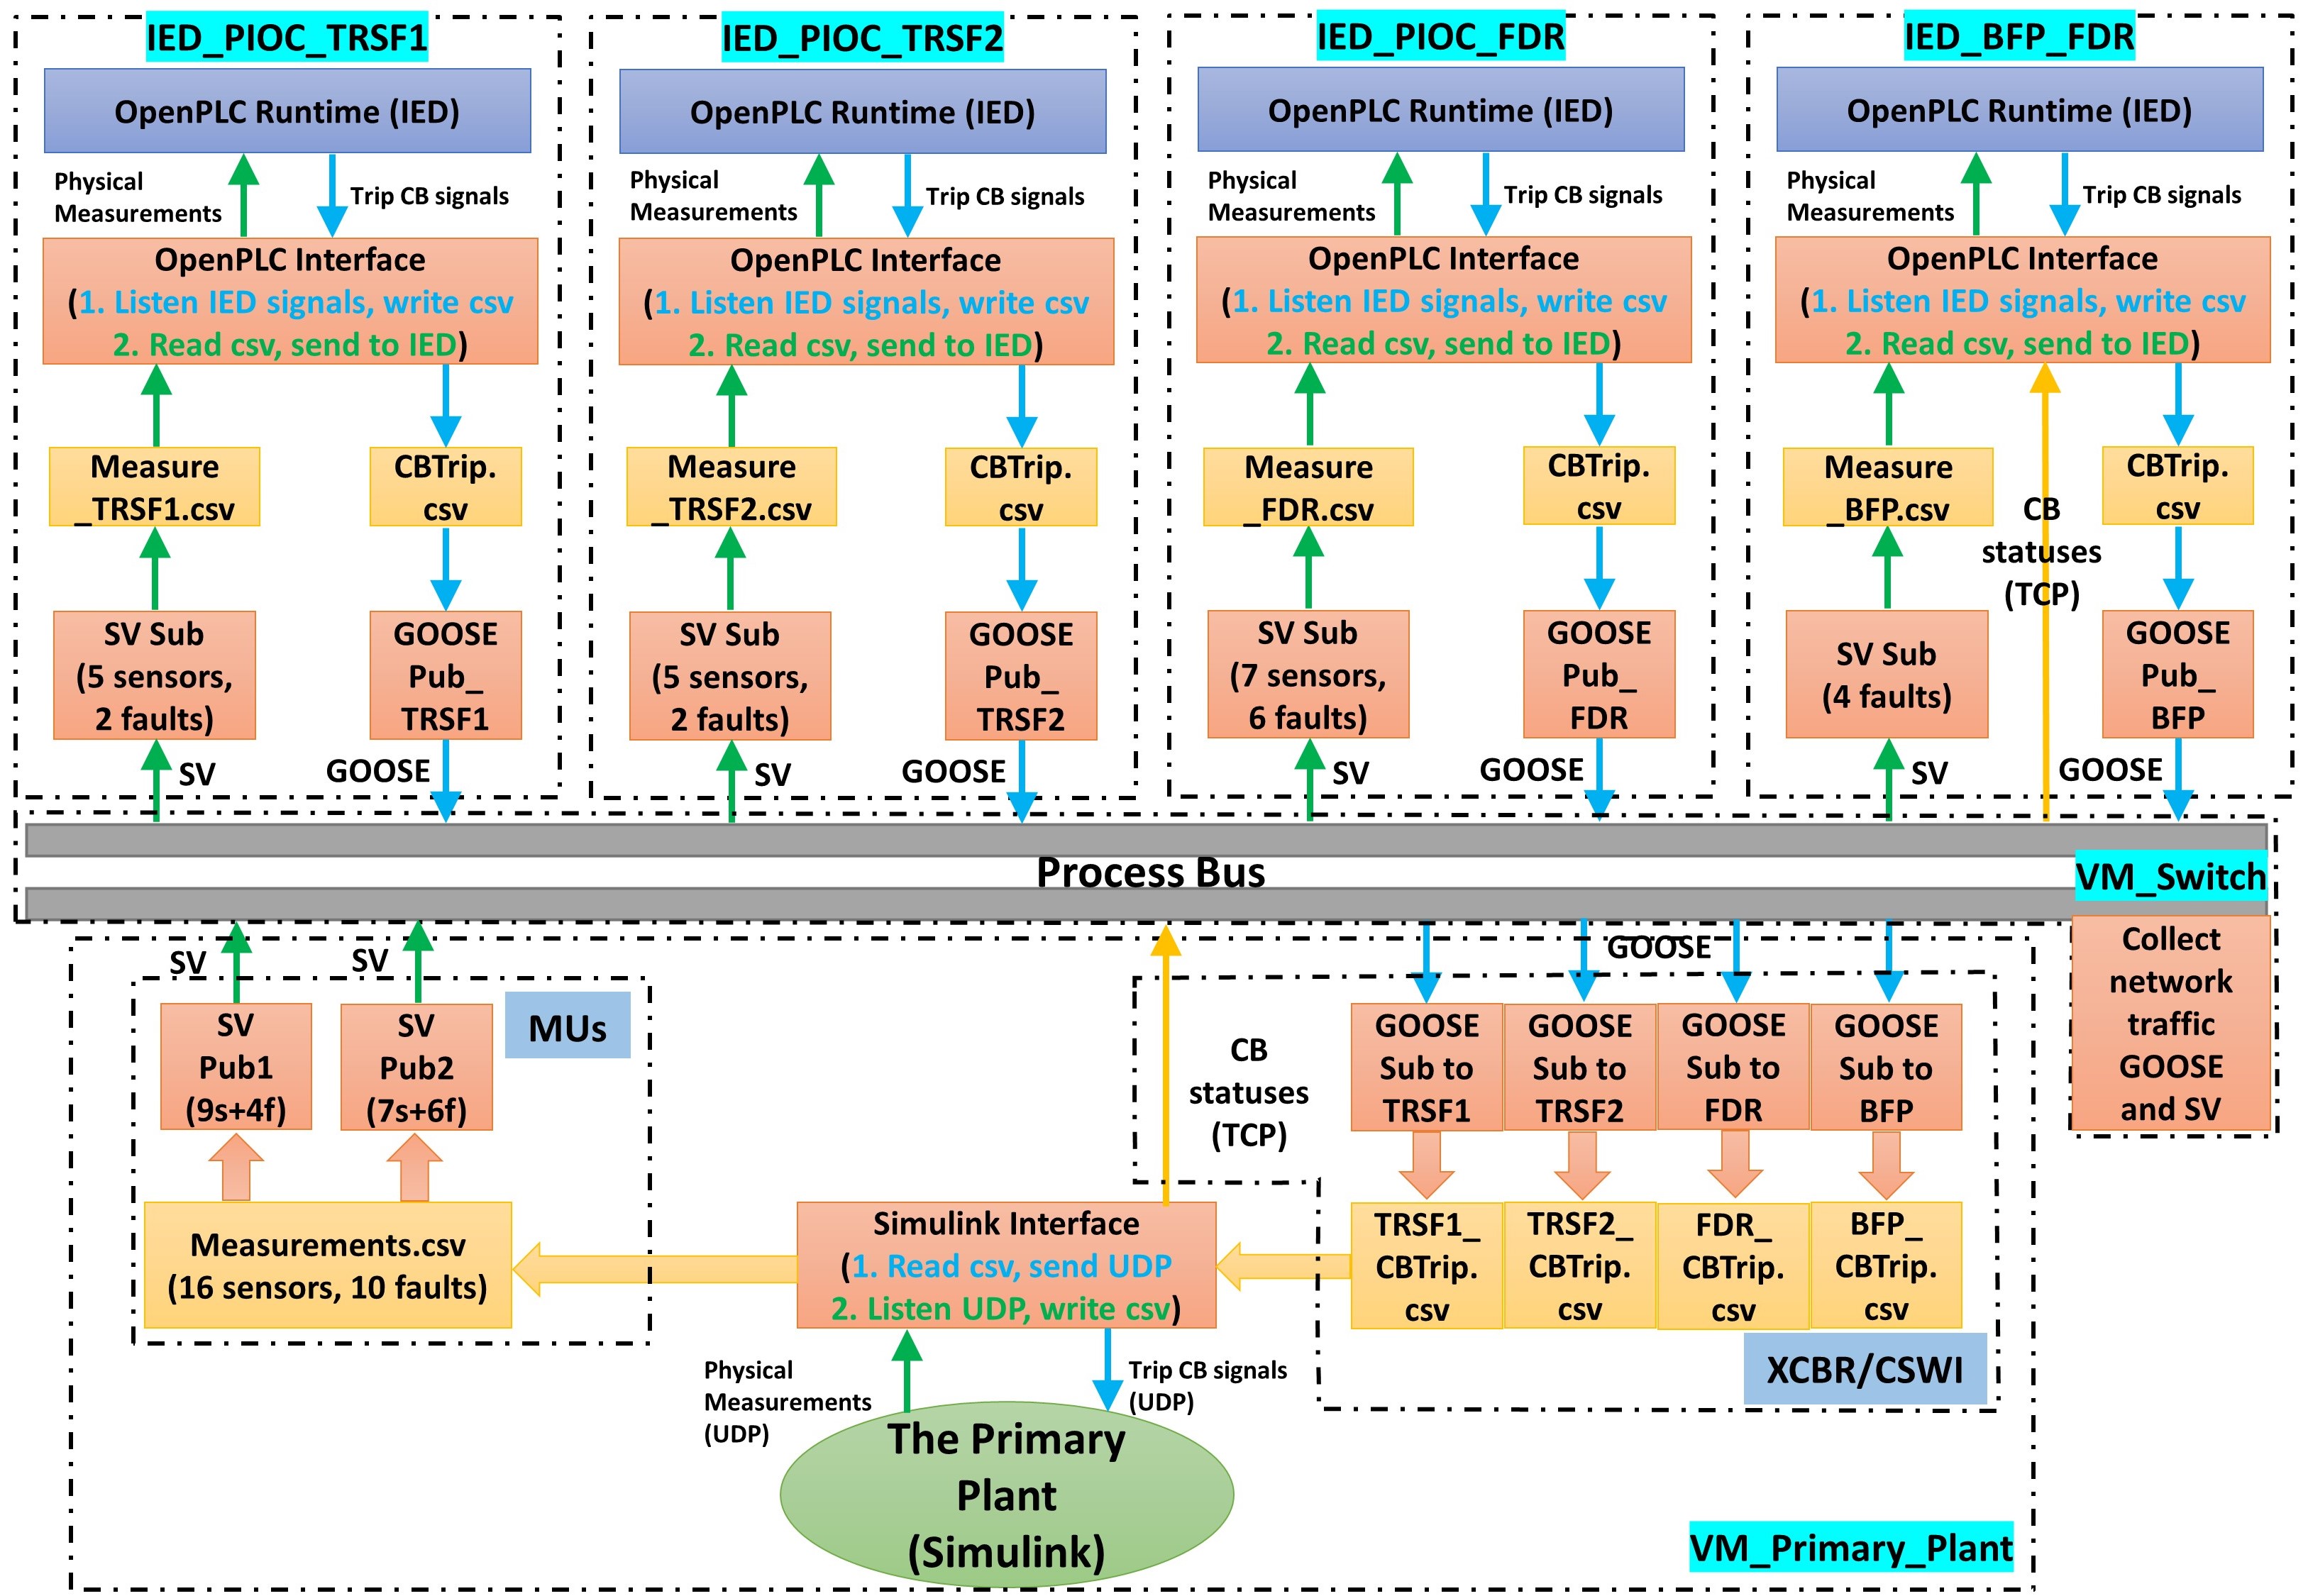 IED_PIOC_TRSF1
OpenPLC Runtime (IED)
Physical
Measurements
Trip CB signals
OpenPLC Interface
(1. Listen IED signals, write csv
2. Read csv, send to IED)
Measure
_TRSF1.csv
CBTrip.
csv
SV Sub
(5 sensors,
2 faults)
GOOSE
Pub_
TRSF1
SV
GOOSE
IED_PIOC_TRSF2
OpenPLC Runtime (IED)
Physical
Measurements
Trip CB signals
OpenPLC Interface
(1. Listen IED signals, write csv
2. Read csv, send to IED)
Measure
_TRSF2.csv
CBTrip.
csv
SV Sub
(5 sensors,
2 faults)
GOOSE
Pub_
TRSF2
SV
GOOSE
IED_PIOC_FDR
OpenPLC Runtime (IED)
Physical
Measurements
Trip CB signals
OpenPLC Interface
(1. Listen IED signals, write csv
2. Read csv, send to IED)
Measure
_FDR.csv
CBTrip.
csv
SV Sub
(7 sensors,
6 faults)
GOOSE
Pub_
FDR
SV
GOOSE
IED_BFP_FDR
OpenPLC Runtime (IED)
Physical
Measurements
Trip CB signals
OpenPLC Interface
(1. Listen IED signals, write csv
2. Read csv, send to IED)
Measure
_BFP.csv
CB
statuses
(TCP)
CBTrip.
csv
SV Sub
(4 faults)
GOOSE
Pub_
BFP
SV
GOOSE
Process Bus
VM_Switch
Collect
network
traffic
GOOSE
and SV
SV
SV
SV
Pub1
(9s+4f)
SV
Pub2
(7s+6f)
MUs
Measurements.csv
(16 sensors, 10 faults)
CB
statuses
(TCP)
GOOSE
GOOSE
Sub to
TRSF1
GOOSE
Sub to
TRSF2
GOOSE
Sub to
FDR
GOOSE
Sub to
BFP
Simulink Interface
(1. Read csv, send UDP
2. Listen UDP, write csv)
TRSF1_
CBTrip.
csv
TRSF2_
CBTrip.
csv
FDR_
CBTrip.
csv
BFP_
CBTrip.
csv
XCBR/CSWI
Physical
Measurements
(UDP)
Trip CB signals
(UDP)
The Primary
Plant
(Simulink)
VM_Primary_Plant